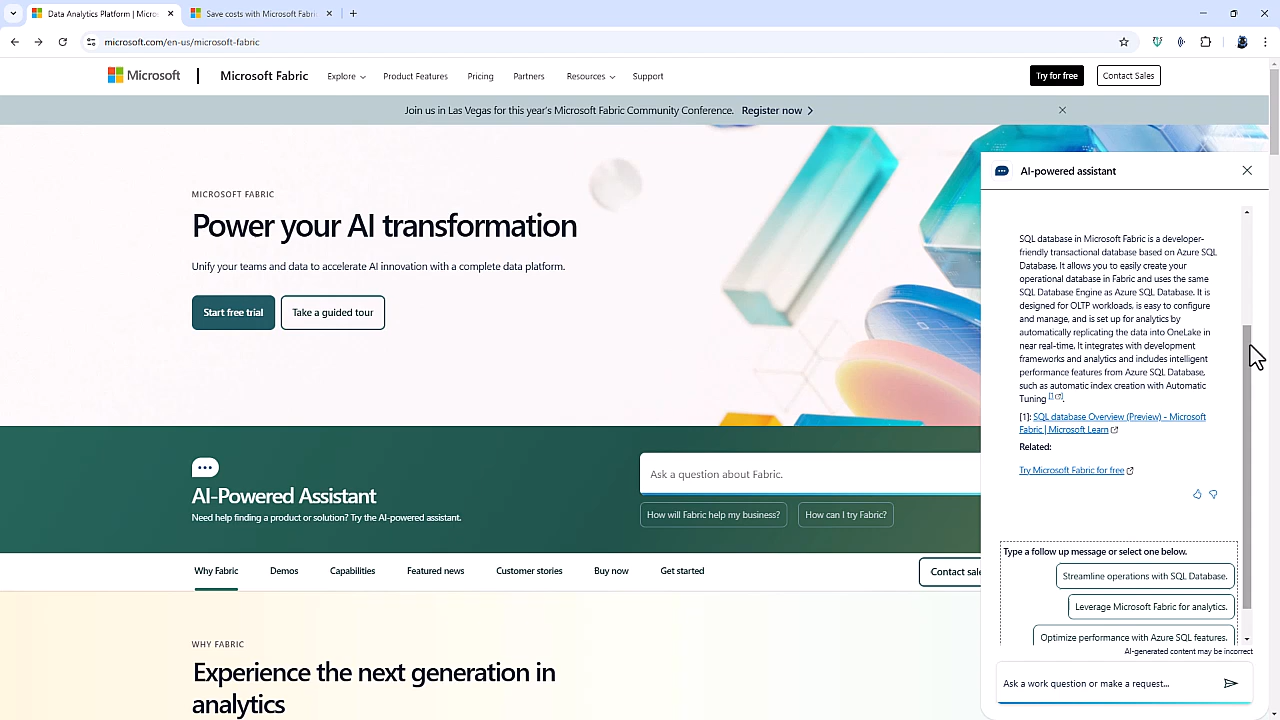 Data Analytics Platform | Micros
Save costs with Microsoft Fabric
microsoft.com/en-us/microsoft-fabric
Microsoft
Microsoft Fabric
Explore
Product Features
Pricing
Partners
Resources
Support
Try for free
Contact Sales
Join us in Las Vegas for this year's Microsoft Fabric Community Conference. Register now
MICROSOFT FABRIC
Power your AI transformation
Unify your teams and data to accelerate AI innovation with a complete data platform.
Start free trial
Take a guided tour
AI-Powered Assistant
Need help finding a product or solution? Try the AI-powered assistant.
Ask a question about Fabric.
How will Fabric help my business?
How can I try Fabric?
Why Fabric
Demos
Capabilities
Featured news
Customer stories
Buy now
Get started
Contact sale
WHY FABRIC
Experience the next generation in
analytics
AI-powered assistant
SQL database in Microsoft Fabric is a developer-
friendly transactional database based on Azure SQL
Database. It allows you to easily create your
operational database in Fabric and uses the same
SQL Database Engine as Azure SQL Database. It is
designed for OLTP workloads, is easy to configure
and manage, and is set up for analytics by
automatically replicating the data into OneLake in
near real-time. It integrates with development
frameworks and analytics and includes intelligent
performance features from Azure SQL Database,
such as automatic index creation with Automatic
Tuning [1].
[1]: SQL database Overview (Preview) - Microsoft
Fabric | Microsoft Learn
Related:
Try Microsoft Fabric for free
Type a follow up message or select one below.
Streamline operations with SQL Database.
Leverage Microsoft Fabric for analytics.
Optimize performance with Azure SQL features.
AI-generated content may be incorrect
Ask a work question or make a request...